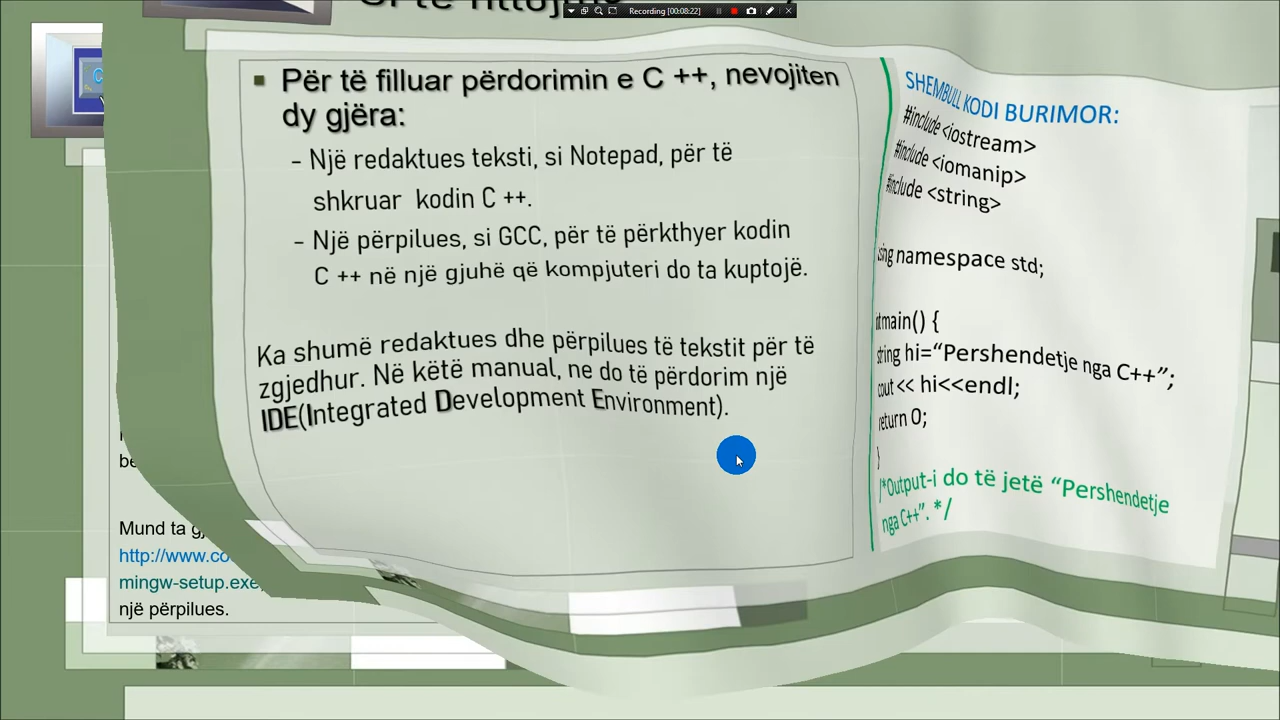 Recording [00:08:22]
Për të filluar përdorimin e C ++, nevojiten
dy gjëra:
– Një redaktues teksti, si Notepad, për të
shkruar kodin C ++.
– Një përpilues, si GCC, për të përkthyer kodin
C ++ në një gjuhë që kompjuteri do ta kuptojë.
Ka shumë redaktues dhe përpilues të tekstit për të
zgjedhur. Në këtë manual, ne do të përdorim një
IDE(Integrated Development Environment).
SHEMBULL KODI BURIMOR:
#include <iostream>
#include <iomanip>
#include <string>
namespace std;
main() {
hi=“Pershendetje nga C++”;
cout << hi<<endl;
return 0;
}
/*Output-i do të jetë “Pershendetje
nga C++”. */
be
Mund ta
http://www.co
mingw-setup.exe
një përpilues.